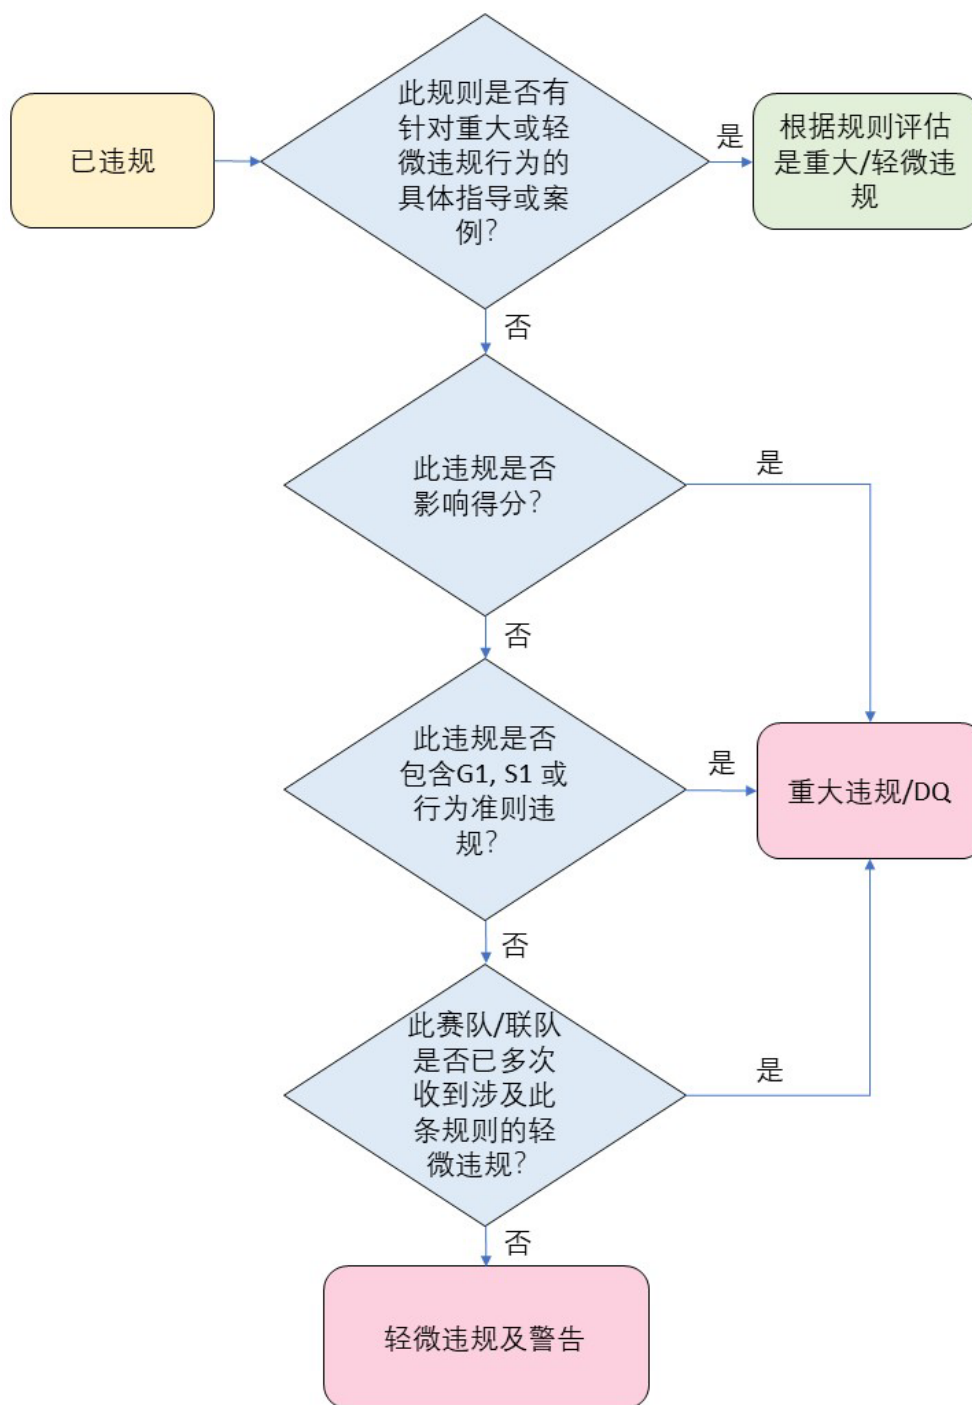 已违规
此规则是否有
针对重大或轻
微违规行为的
具体指导或案
例？
是
根据规则评估
是重大/轻微违
规
否
此违规是否
影响得分？
是
否
此违规是否
包含G1, S1 或
行为准则违
规？
是
重大违规/DQ
否
此赛队/联队
是否已多次
收到涉及此
条规则的轻
微违规？
是
否
轻微违规及警告